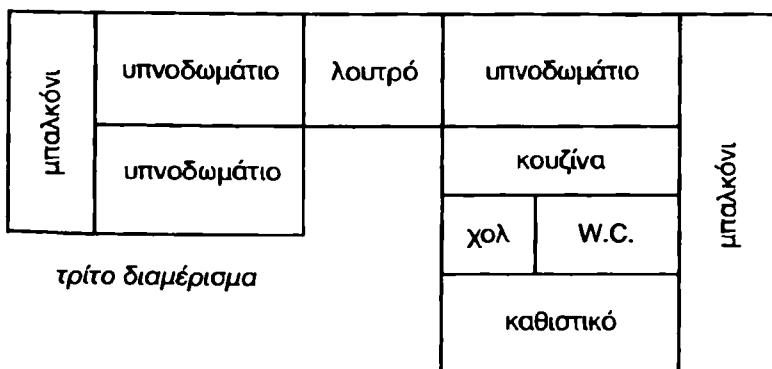 μπαλκόνι
υπνοδωμάτιο
λουτρό
υπνοδωμάτιο
μπαλκόνι
υπνοδωμάτιο
κουζίνα
χολ
W.C.
τρίτο διαμέρισμα
καθιστικό